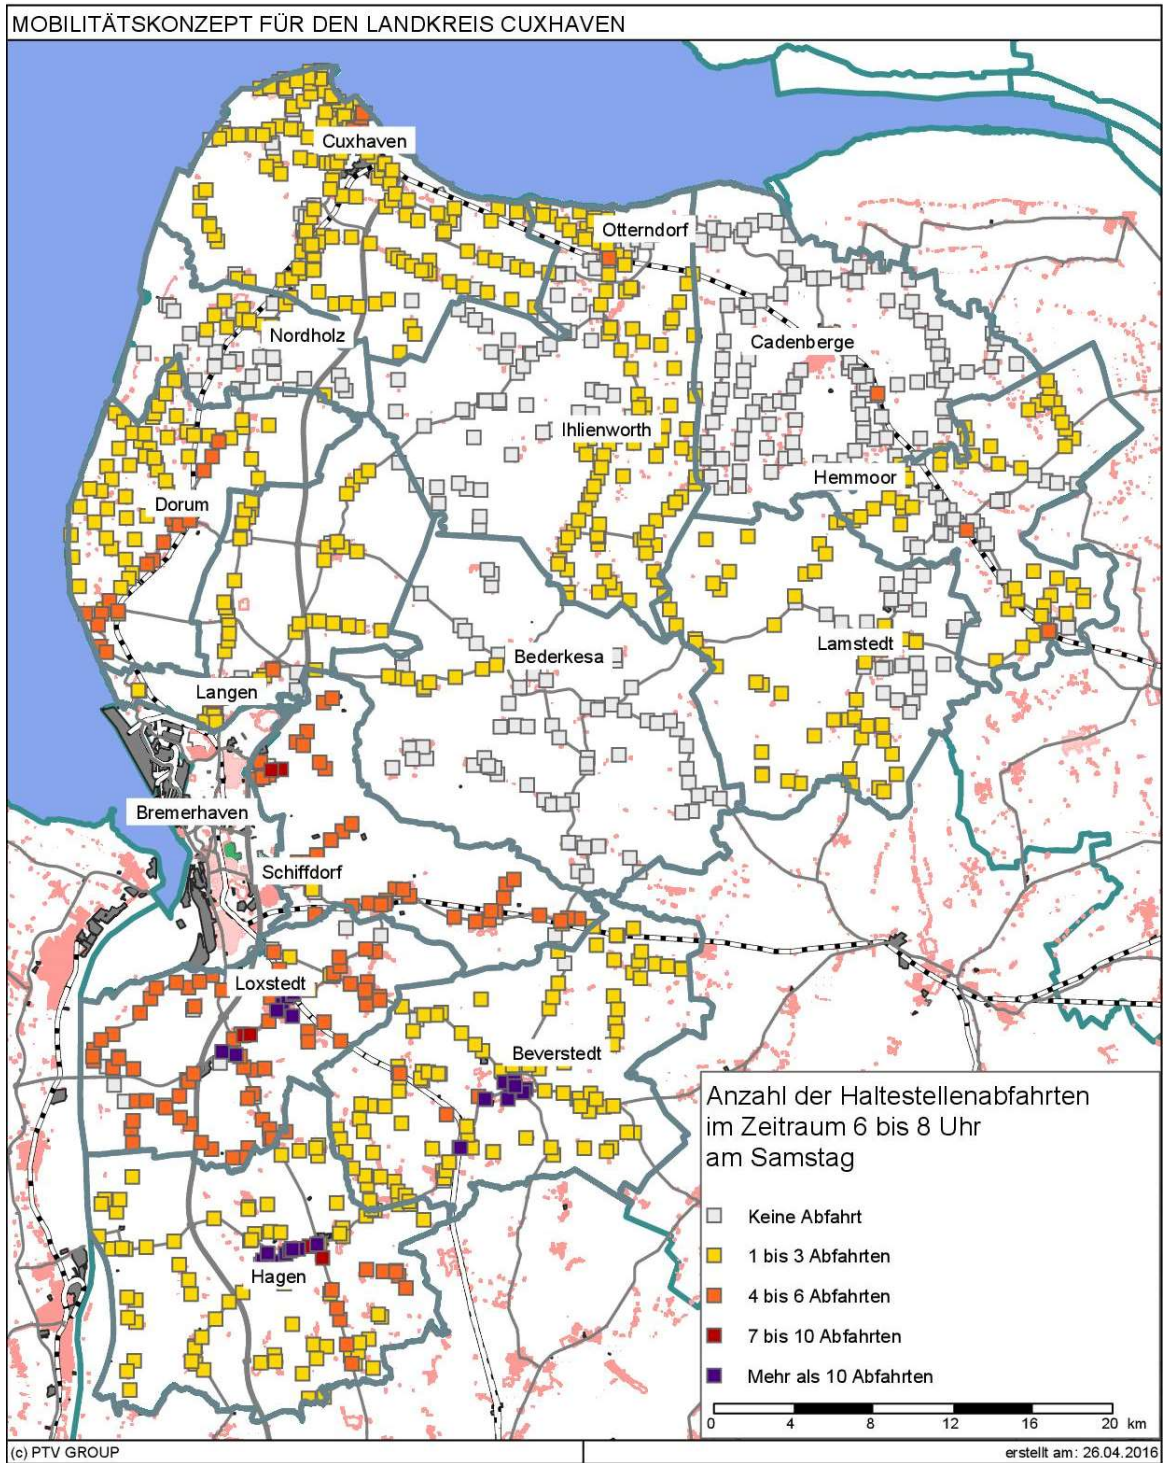 MOBILITÄTSKONZEPT FÜR DEN LANDKREIS CUXHAVEN
Cuxhaven
Otterndorf
Nordholz
Cadenberge
Ihlienworth
Hemmoor
Dorum
Lamstedt
Bederkesa
Langen
Bremerhaven
Schiffdorf
Loxstedt
Beverstedt
Hagen
Anzahl der Haltestellenabfahrten
im Zeitraum 6 bis 8 Uhr
am Samstag
Keine Abfahrt
1 bis 3 Abfahrten
4 bis 6 Abfahrten
7 bis 10 Abfahrten
Mehr als 10 Abfahrten
0 4 8 12 16 20 km
(c) PTV GROUP
erstellt am: 26.04.2016